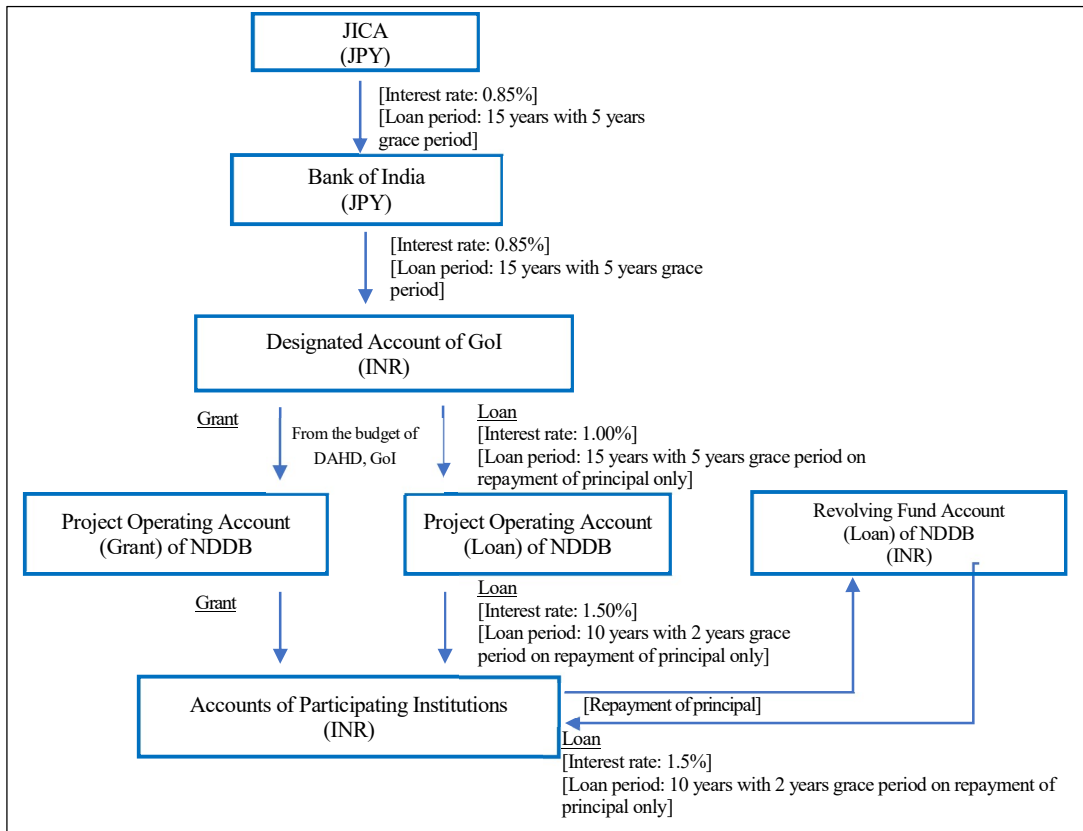 JICA
(JPY)
[Interest rate: 0.85%]
[Loan period: 15 years with 5 years
grace period]
Bank of India
(JPY)
[Interest rate: 0.85%]
[Loan period: 15 years with 5 years grace
period]
Designated Account of GoI
(INR)
Grant
From the budget of
DAHD, GoI
Loan
[Interest rate: 1.00%]
[Loan period: 15 years with 5 years grace period on
repayment of principal only]
Project Operating Account
(Grant) of NDDB
Project Operating Account
(Loan) of NDDB
Revolving Fund Account
(Loan) of NDDB
(INR)
Grant
Loan
[Interest rate: 1.50%]
[Loan period: 10 years with 2 years grace
period on repayment of principal only]
Accounts of Participating Institutions
(INR)
[Repayment of principal]
Loan
[Interest rate: 1.5%]
[Loan period: 10 years with 2 years grace period on repayment of
principal only]